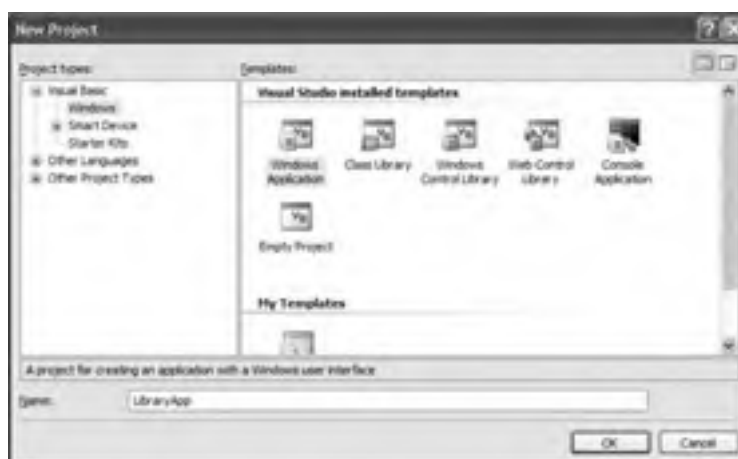 New Project
Project types:
Templates:
Visual Basic
Windows
Smart Device
Starter Kits
Other Languages
Other Project Types
Visual Studio installed templates
Windows Application
Class Library
Windows Control Library
Web Control Library
Console Application
Empty Project
My Templates
A project for creating an application with a Windows user interface
Name:
LibraryApp
OK
Cancel